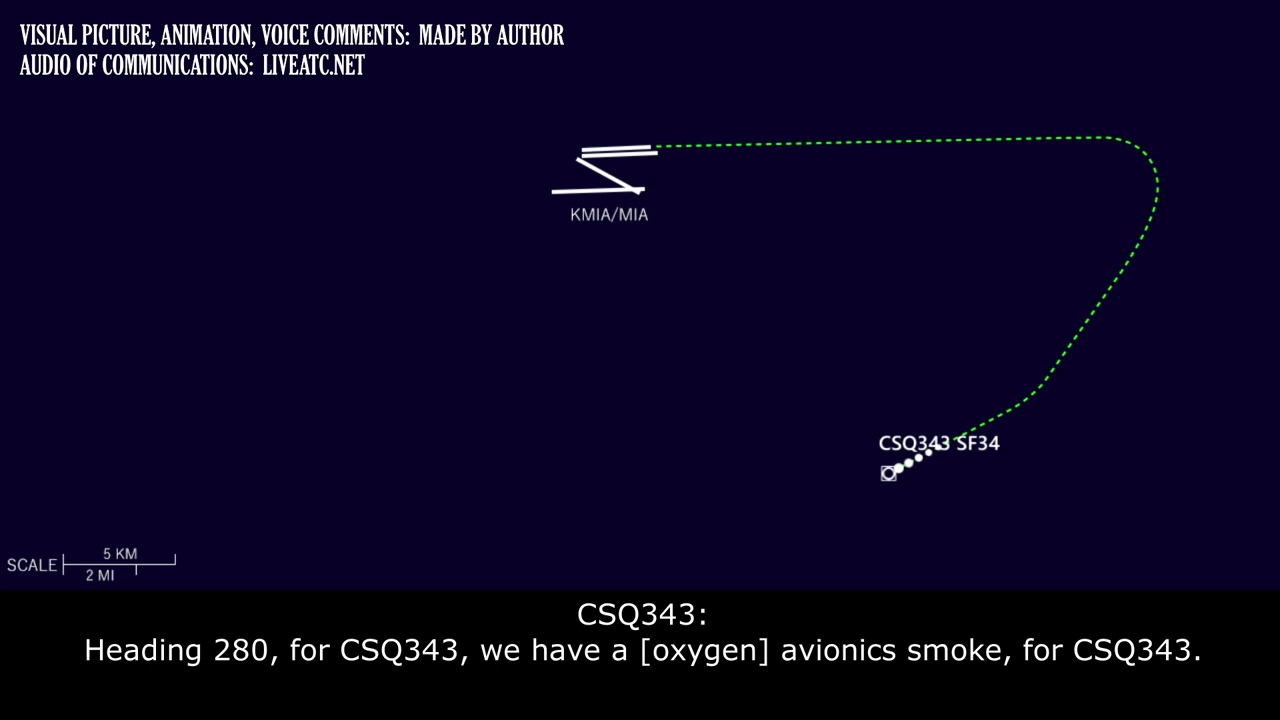 VISUAL PICTURE, ANIMATION, VOICE COMMENTS: MADE BY AUTHOR
AUDIO OF COMMUNICATIONS: LIVEATC.NET
KMIA/MIA
CSQ343 SF34
5 KM
SCALE
2 MI
CSQ343:
Heading 280, for CSQ343, we have a [oxygen] avionics smoke, for CSQ343.